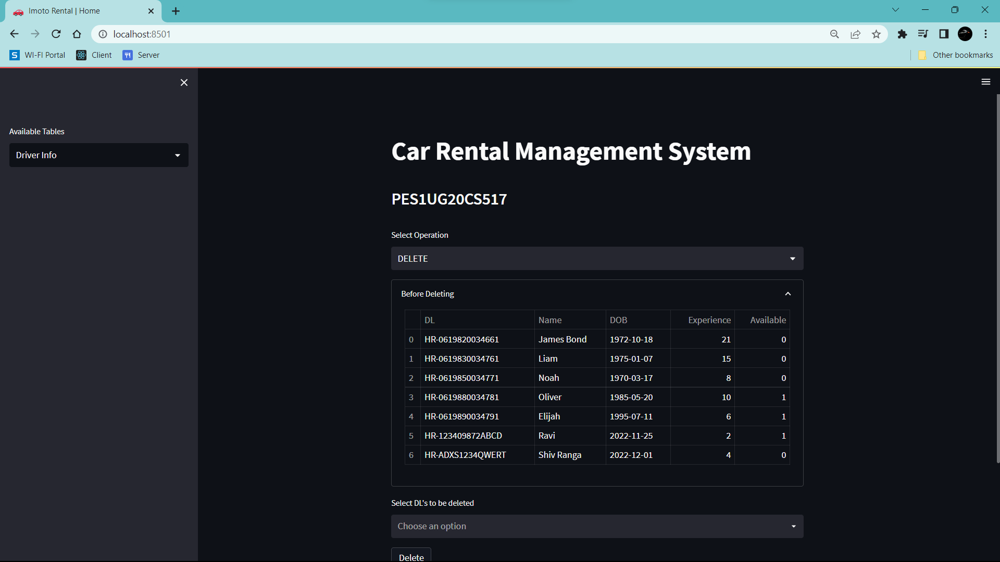 Imoto Rental | Home
localhost:8501
S WI-FI Portal Client Server Other bookmarks
Available Tables
Driver Info
Car Rental Management System
PES1UG20CS517
Select Operation
DELETE
Before Deleting
DL Name DOB Experience Available
0 HR-0619820034661 James Bond 1972-10-18 21 0
1 HR-0619830034761 Liam 1975-01-07 15 0
2 HR-0619850034771 Noah 1970-03-17 8 0
3 HR-0619880034781 Oliver 1985-05-20 10 1
4 HR-0619890034791 Elijah 1995-07-11 6 1
5 HR-123409872ABCD Ravi 2022-11-25 2 1
6 HR-ADXS1234QWERT Shiv Ranga 2022-12-01 4 0
Select DL's to be deleted
Choose an option
Delete